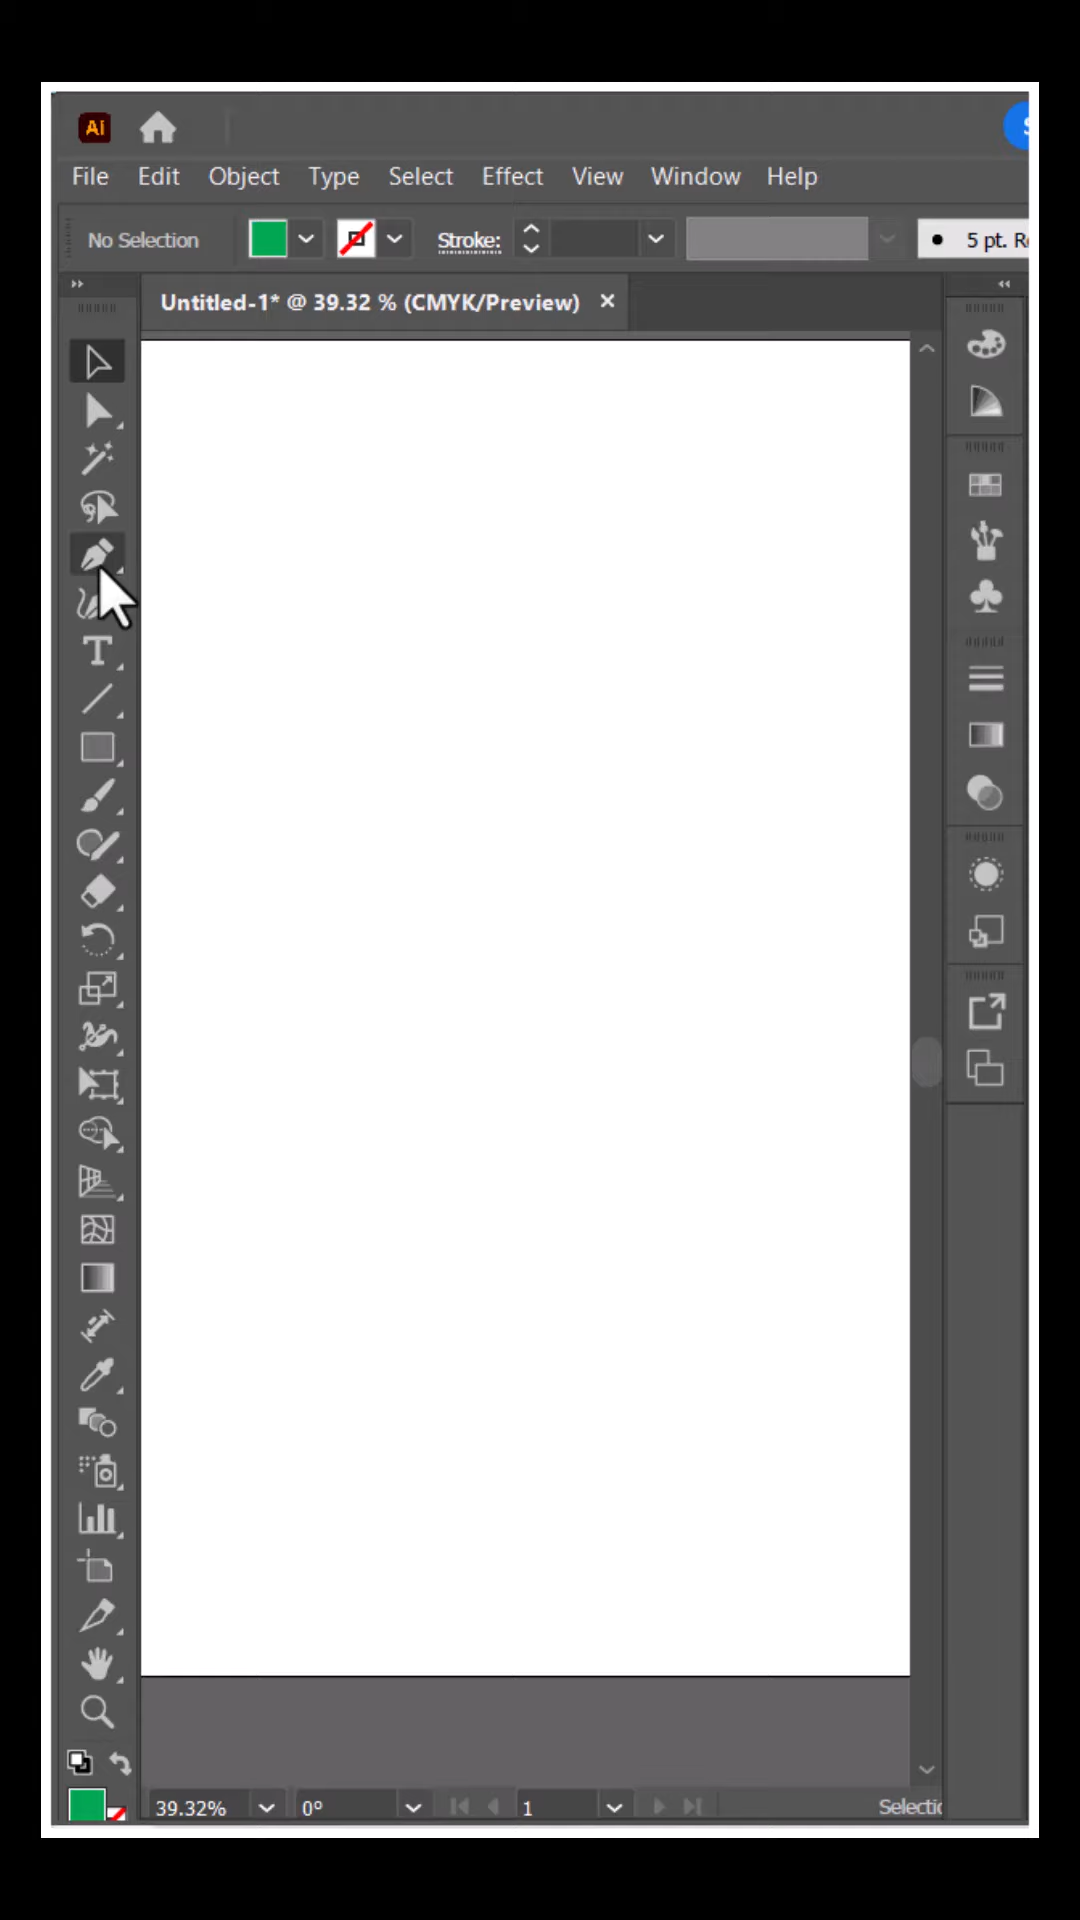 Ai
File Edit Object Type Select Effect View Window Help
No Selection Stroke: 5 pt.
Untitled-1* @ 39.32 % (CMYK/Preview) ×
T
39.32% 0° 1